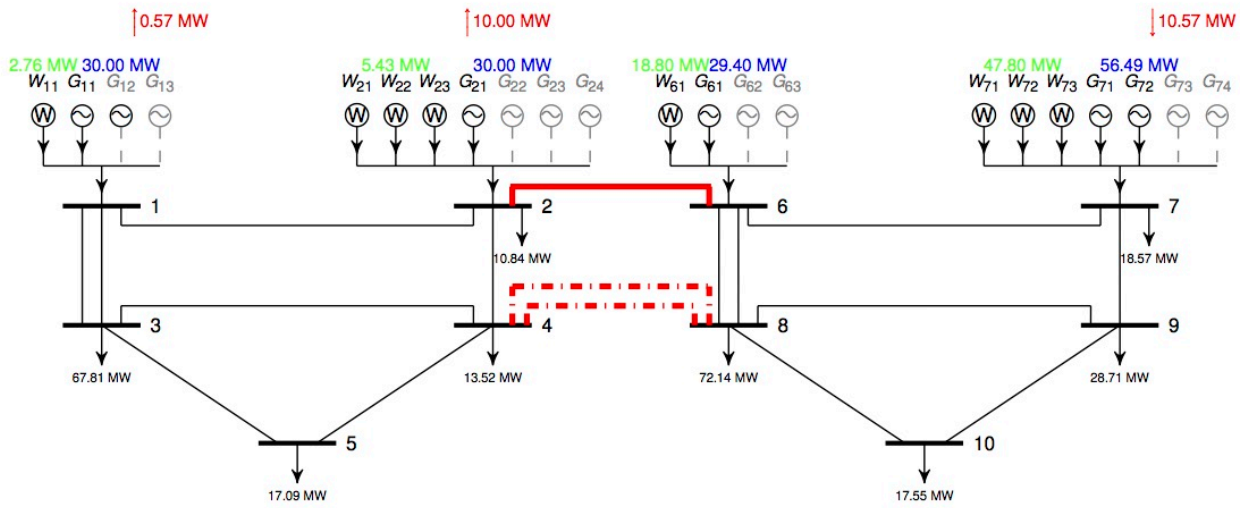 0.57 MW 10.00 MW 10.57 MW
2.76 MW 30.00 MW 5.43 MW 30.00 MW 18.80 MW 29.40 MW 47.80 MW 56.49 MW
W11 G11 G12 G13 W21 W22 W23 G21 G22 G23 G24 W61 G61 G62 G63 W71 W72 W73 G71 G72 G73 G74
W W W W W W W W
1 2 6 7
10.84 MW 18.57 MW
3 4 8 9
67.81 MW 13.52 MW 72.14 MW 28.71 MW
5 10
17.09 MW 17.55 MW